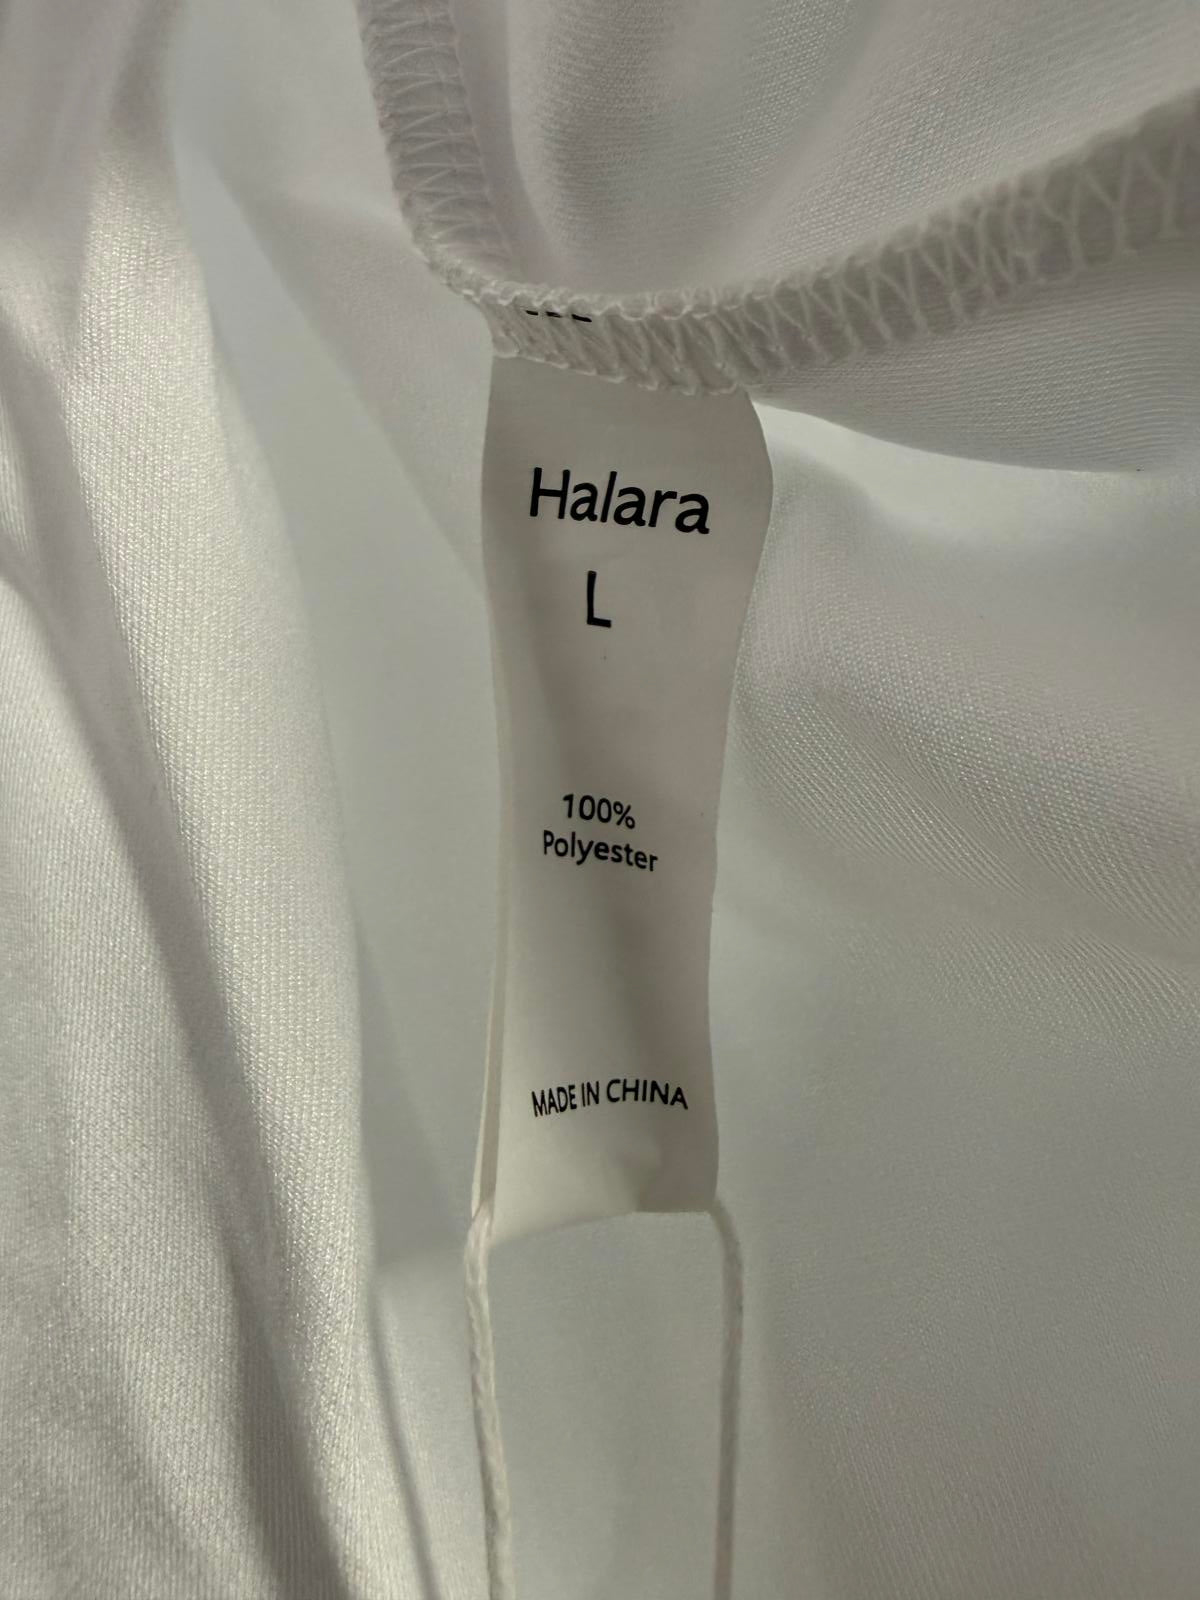 Halara
L
100%
Polyester
MADE IN CHINA